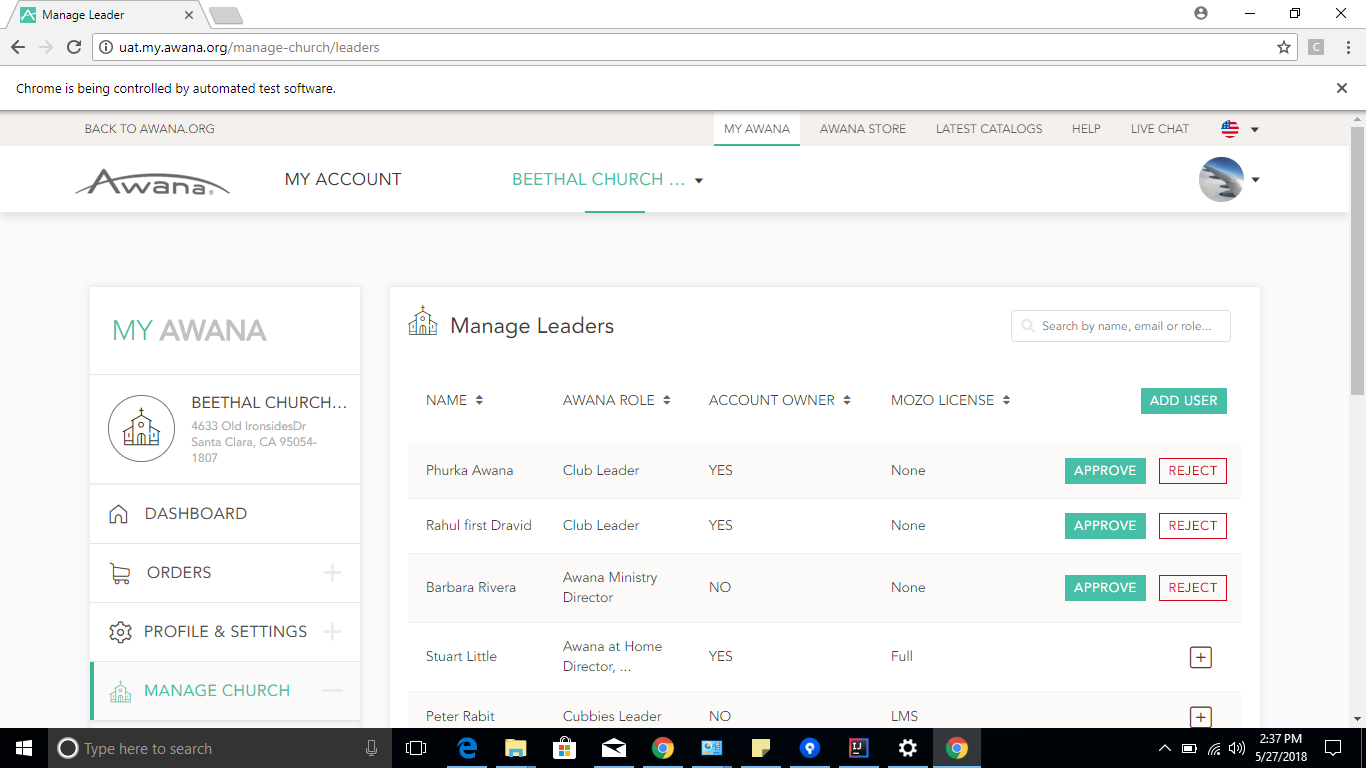 Manage Leader
uat.my.awana.org/manage-church/leaders
C
Chrome is being controlled by automated test software.
BACK TO AWANA.ORG MY AWANA AWANA STORE LATEST CATALOGS HELP LIVE CHAT
Awana® MY ACCOUNT BEETHAL CHURCH ...
MY AWANA
BEETHAL CHURCH...
4633 Old IronsidesDr
Santa Clara, CA 95054-
1807
DASHBOARD
ORDERS
PROFILE & SETTINGS
MANAGE CHURCH
Manage Leaders Search by name, email or role...
NAME AWANA ROLE ACCOUNT OWNER MOZO LICENSE ADD USER
Phurka Awana Club Leader YES None APPROVE REJECT
Rahul first Dravid Club Leader YES None APPROVE REJECT
Barbara Rivera Awana Ministry Director NO None APPROVE REJECT
Stuart Little Awana at Home Director, ... YES Full
Peter Rabit Cubbies Leader NO LMS
Type here to search
2:37 PM
5/27/2018